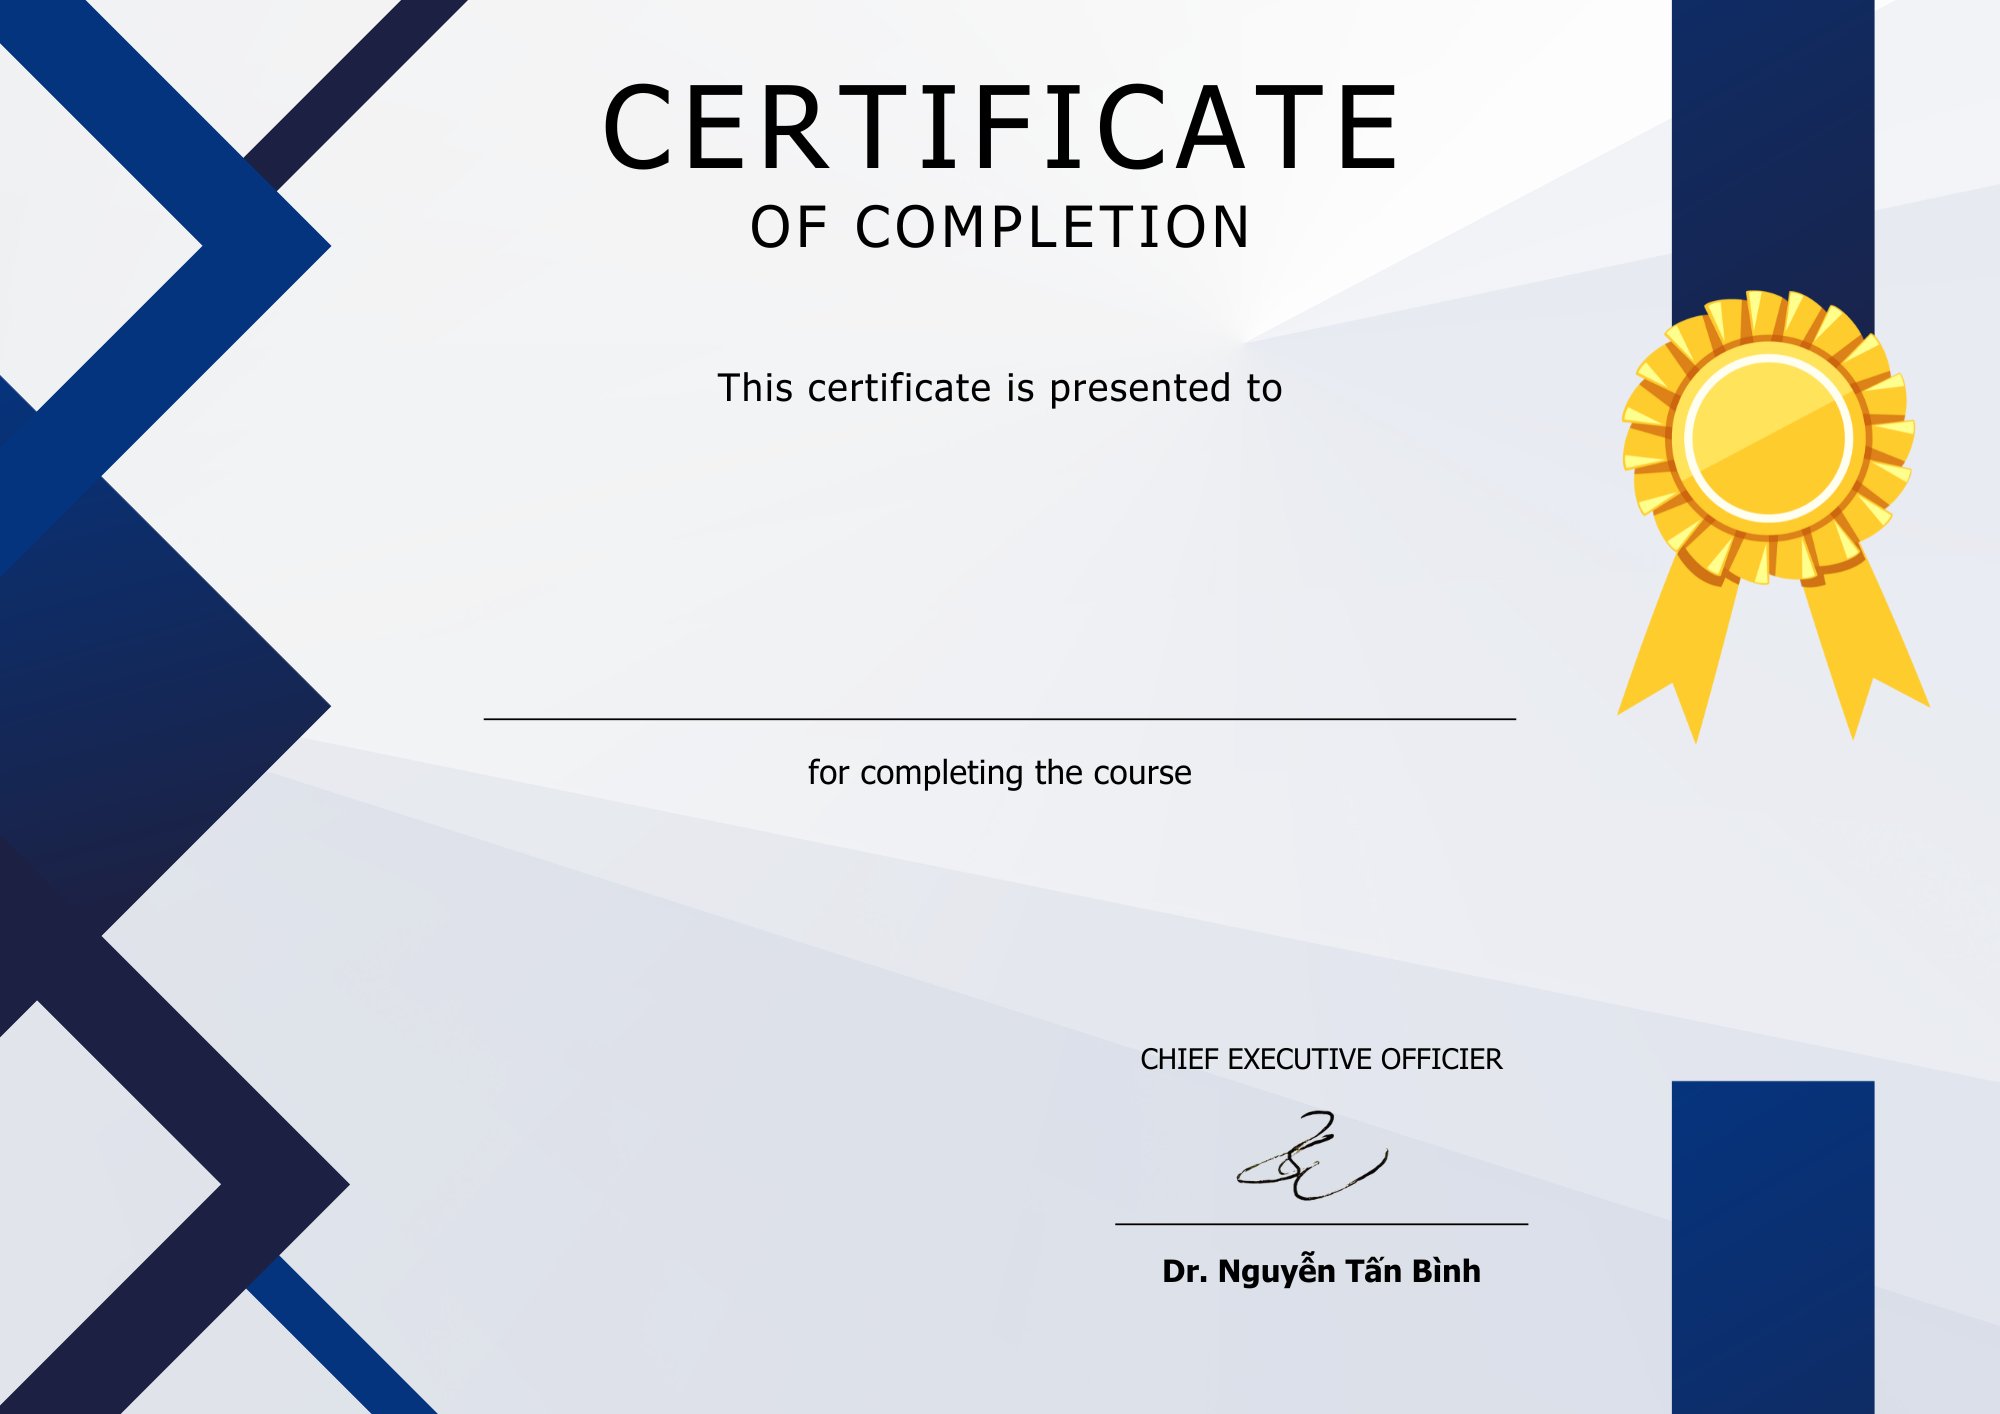 CERTIFICATE
OF COMPLETION
This certificate is presented to
for completing the course
CHIEF EXECUTIVE OFFICIER
Dr. Nguyễn Tấn Bình